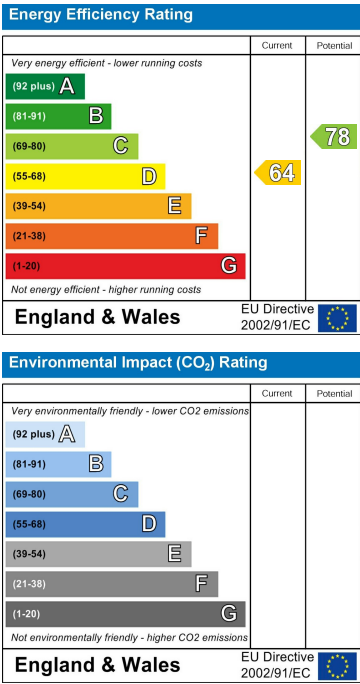 Energy Efficiency Rating
Current Potential
Very energy efficient - lower running costs
(92 plus) A
(81-91) B
(69-80) C
78
(55-68) D
64
(39-54) E
(21-38) F
(1-20) G
Not energy efficient - higher running costs
England & Wales
EU Directive
2002/91/EC
Environmental Impact (CO₂) Rating
Current Potential
Very environmentally friendly - lower CO2 emissions
(92 plus) A
(81-91) B
(69-80) C
(55-68) D
(39-54) E
(21-38) F
(1-20) G
Not environmentally friendly - higher CO2 emissions
England & Wales
EU Directive
2002/91/EC